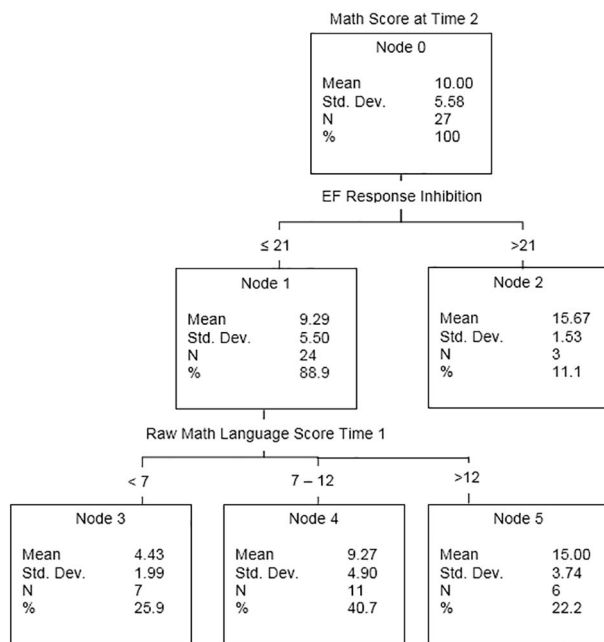 Math Score at Time 2
Node 0
Mean 10.00
Std. Dev. 5.58
N 27
% 100
EF Response Inhibition
≤ 21 >21
Node 1
Mean 9.29
Std. Dev. 5.50
N 24
% 88.9
Node 2
Mean 15.67
Std. Dev. 1.53
N 3
% 11.1
Raw Math Language Score Time 1
< 7 7 – 12 >12
Node 3
Mean 4.43
Std. Dev. 1.99
N 7
% 25.9
Node 4
Mean 9.27
Std. Dev. 4.90
N 11
% 40.7
Node 5
Mean 15.00
Std. Dev. 3.74
N 6
% 22.2